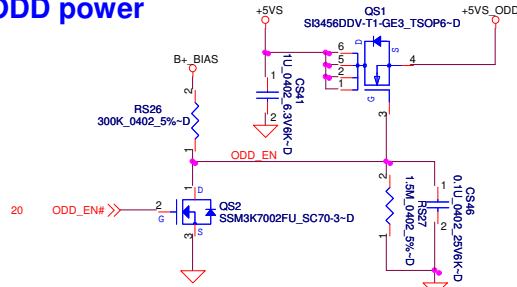 ODD power
+5VS
QS1
SI3456DDV-T1-GE3_TSOP6~D
+5VS_ODD
D
S
6
5
2
1
4
G
3
B+_BIAS
1
2
CS41
1U_0402_6.3V6K~D
2
RS26
300K_0402_5%~D
1
ODD_EN
20
ODD_EN#
2
G
1
D
S
3
QS2
SSM3K7002FU_SC70-3~D
2
1
RS27
1.5M_0402_5%~D
1
2
CS46
0.1U_0402_25V6K~D